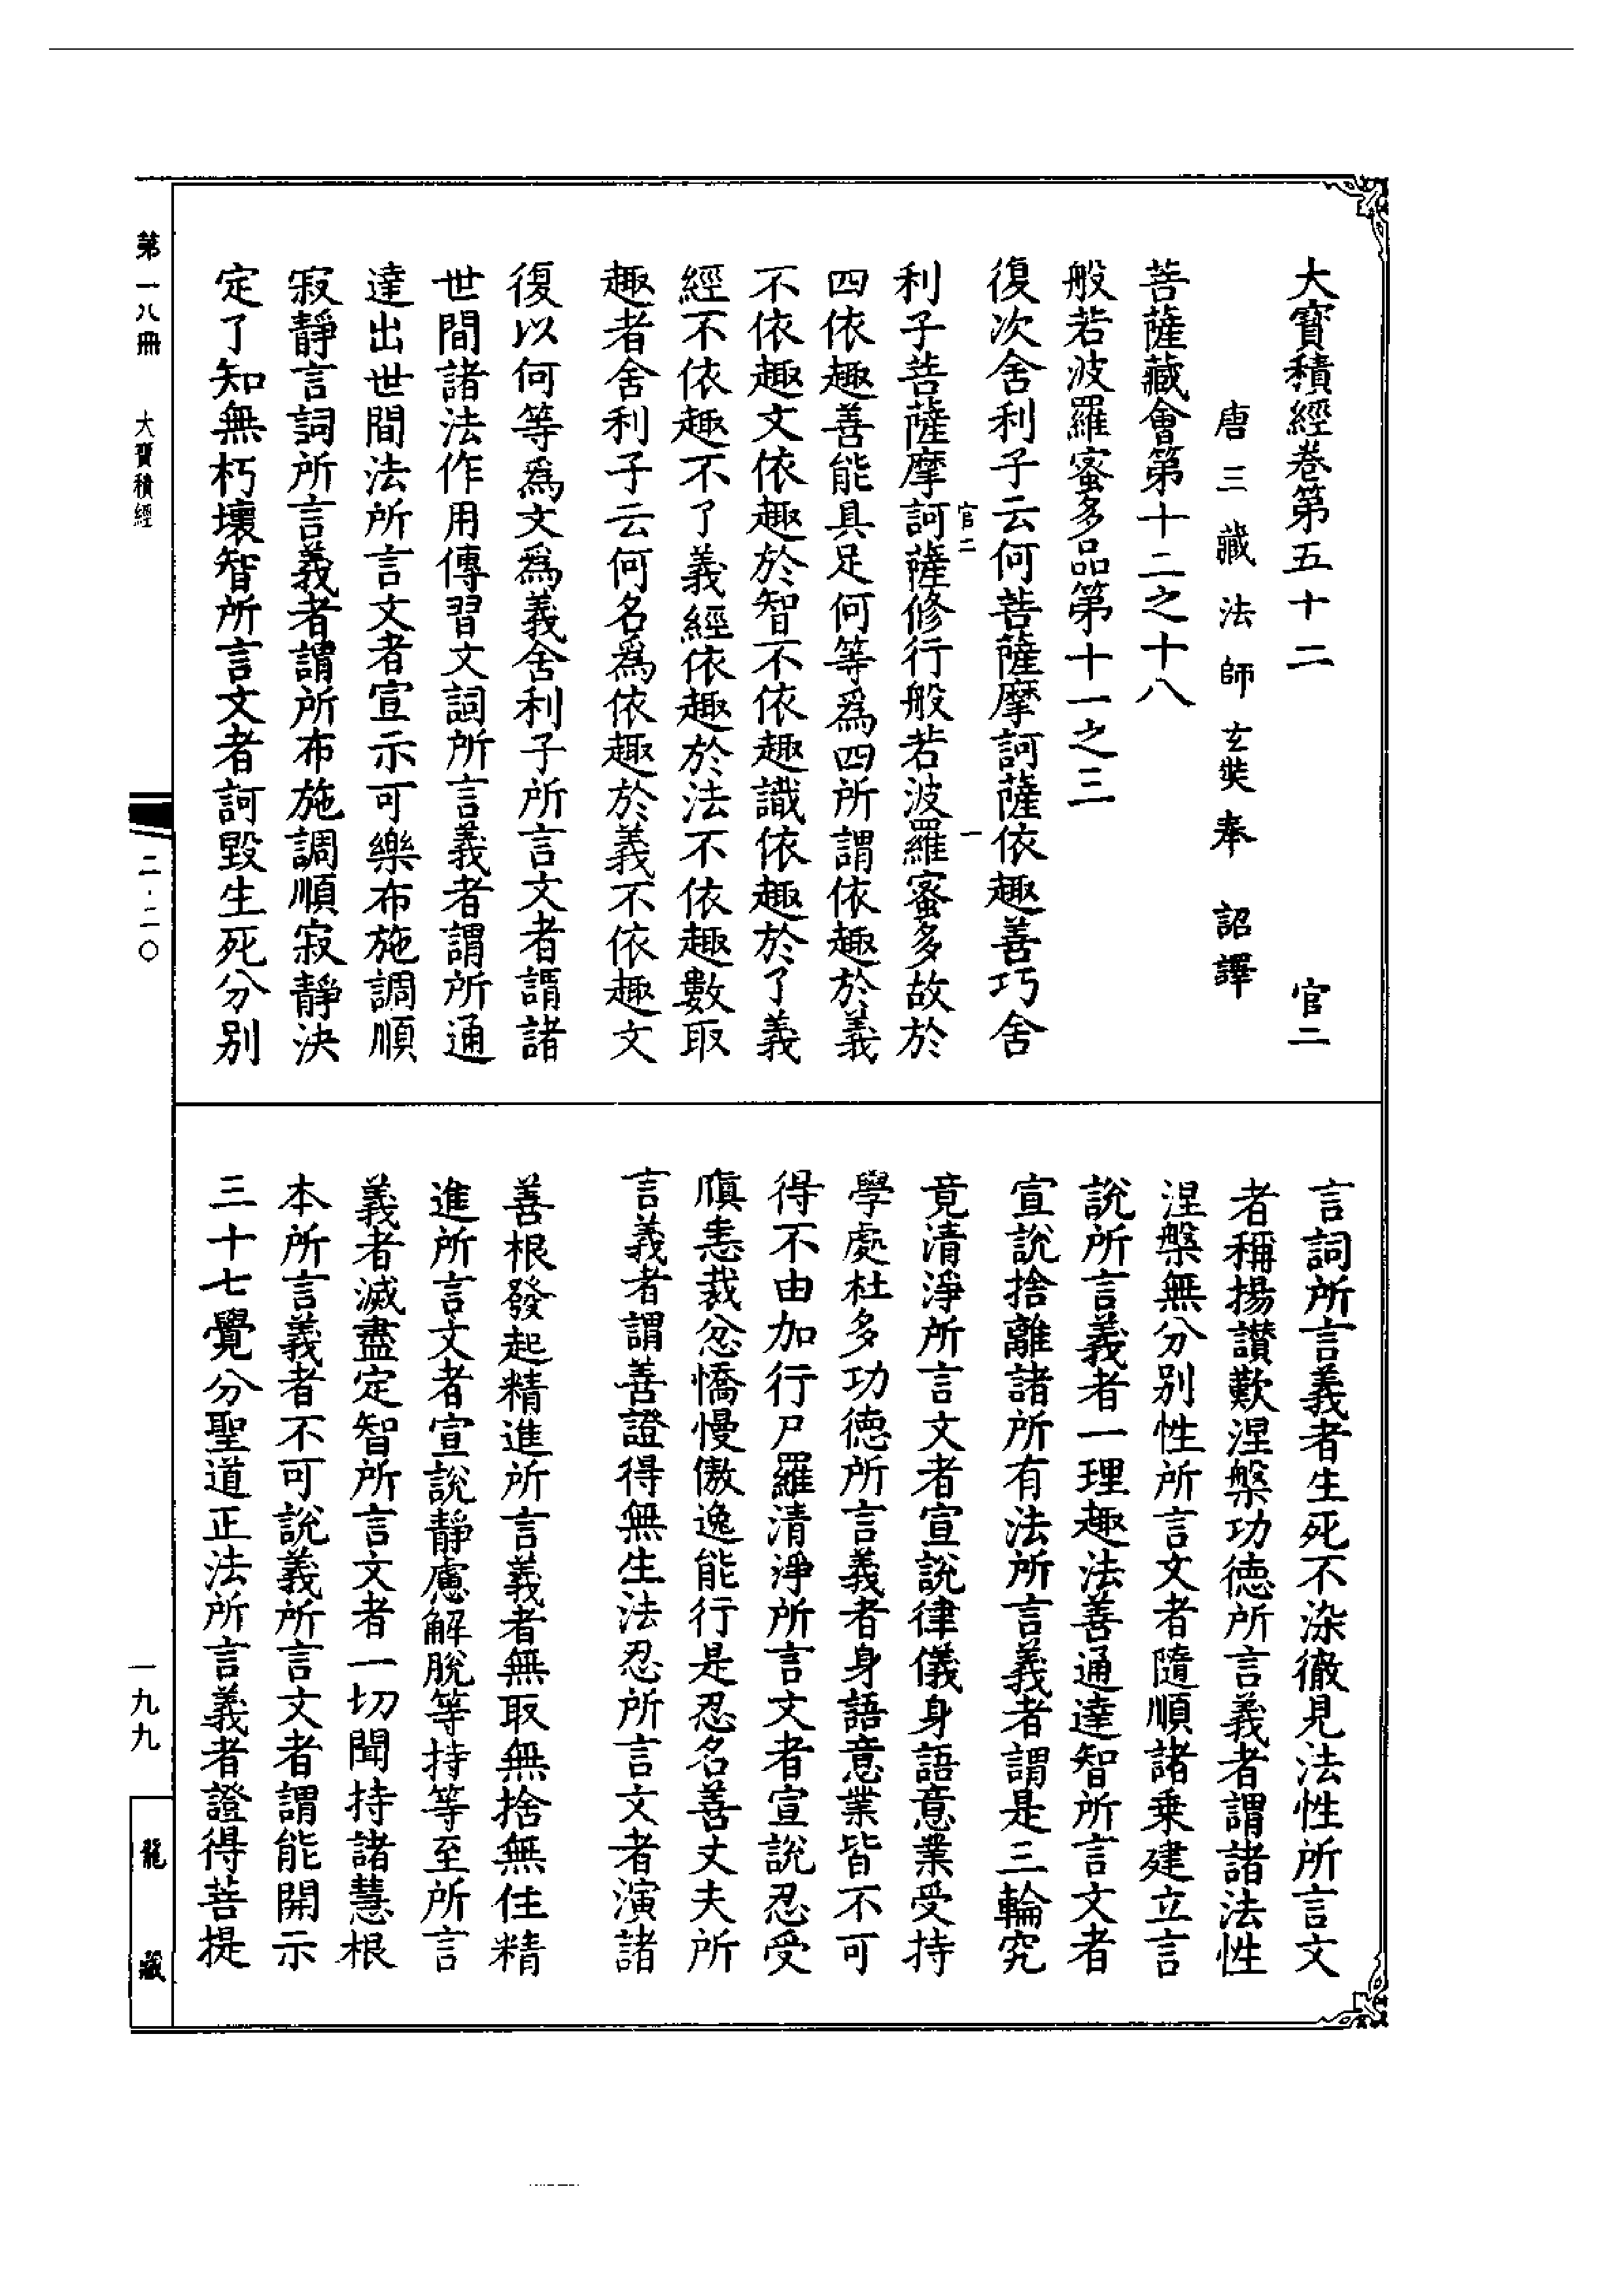 大寶積經卷第五十二　官二
唐三藏法師玄奘奉　詔譯
菩薩藏會第十二之十八
般若波羅蜜多品第十一之三
復次舍利子云何菩薩摩訶薩依趣善巧舍
官二　一
利子菩薩摩訶薩修行般若波羅蜜多故於
四依趣善能具足何等爲四所謂依趣於義
不依趣文依趣於智不依趣識依趣於了義
經不依趣不了義經依趣於法不依趣數取
趣者舍利子云何名爲依趣於義不依趣文
復以何等爲文爲義舍利子所言文者謂諸
世間諸法作用傳習文詞所言義者謂所通
達出世間法所言文者宣示可樂布施調順
寂靜言詞所言義者謂所布施調順寂靜決
定了知無朽壞智所言文者訶毀生死分別
言詞所言義者生死不染徹見法性所言文
者稱揚讚歎涅槃功德所言義者謂諸法性
涅槃無分別性所言文者隨順諸乘建立言
說所言義者一理趣法善通達智所言文者
宣說捨離諸所有法所言義者謂是三輪究
竟清淨所言文者宣說律儀身語意業受持
學處杜多功德所言義者身語意業皆不可
得不由加行尸羅清淨所言文者宣說忍受
瞋恚裁忿憍慢傲逸能行是忍名善丈夫所
言義者謂善證得無生法忍所言文者演諸
善根發起精進所言義者無取無捨無住精
進所言文者宣說靜慮解脫等持等至所言
義者滅盡定智所言文者一切聞持諸慧根
本所言義者不可說義所言文者謂能開示
三十七覺分聖道正法所言義者證得菩提
第一八冊　大寶積經
二·二〇
一九九
龍藏